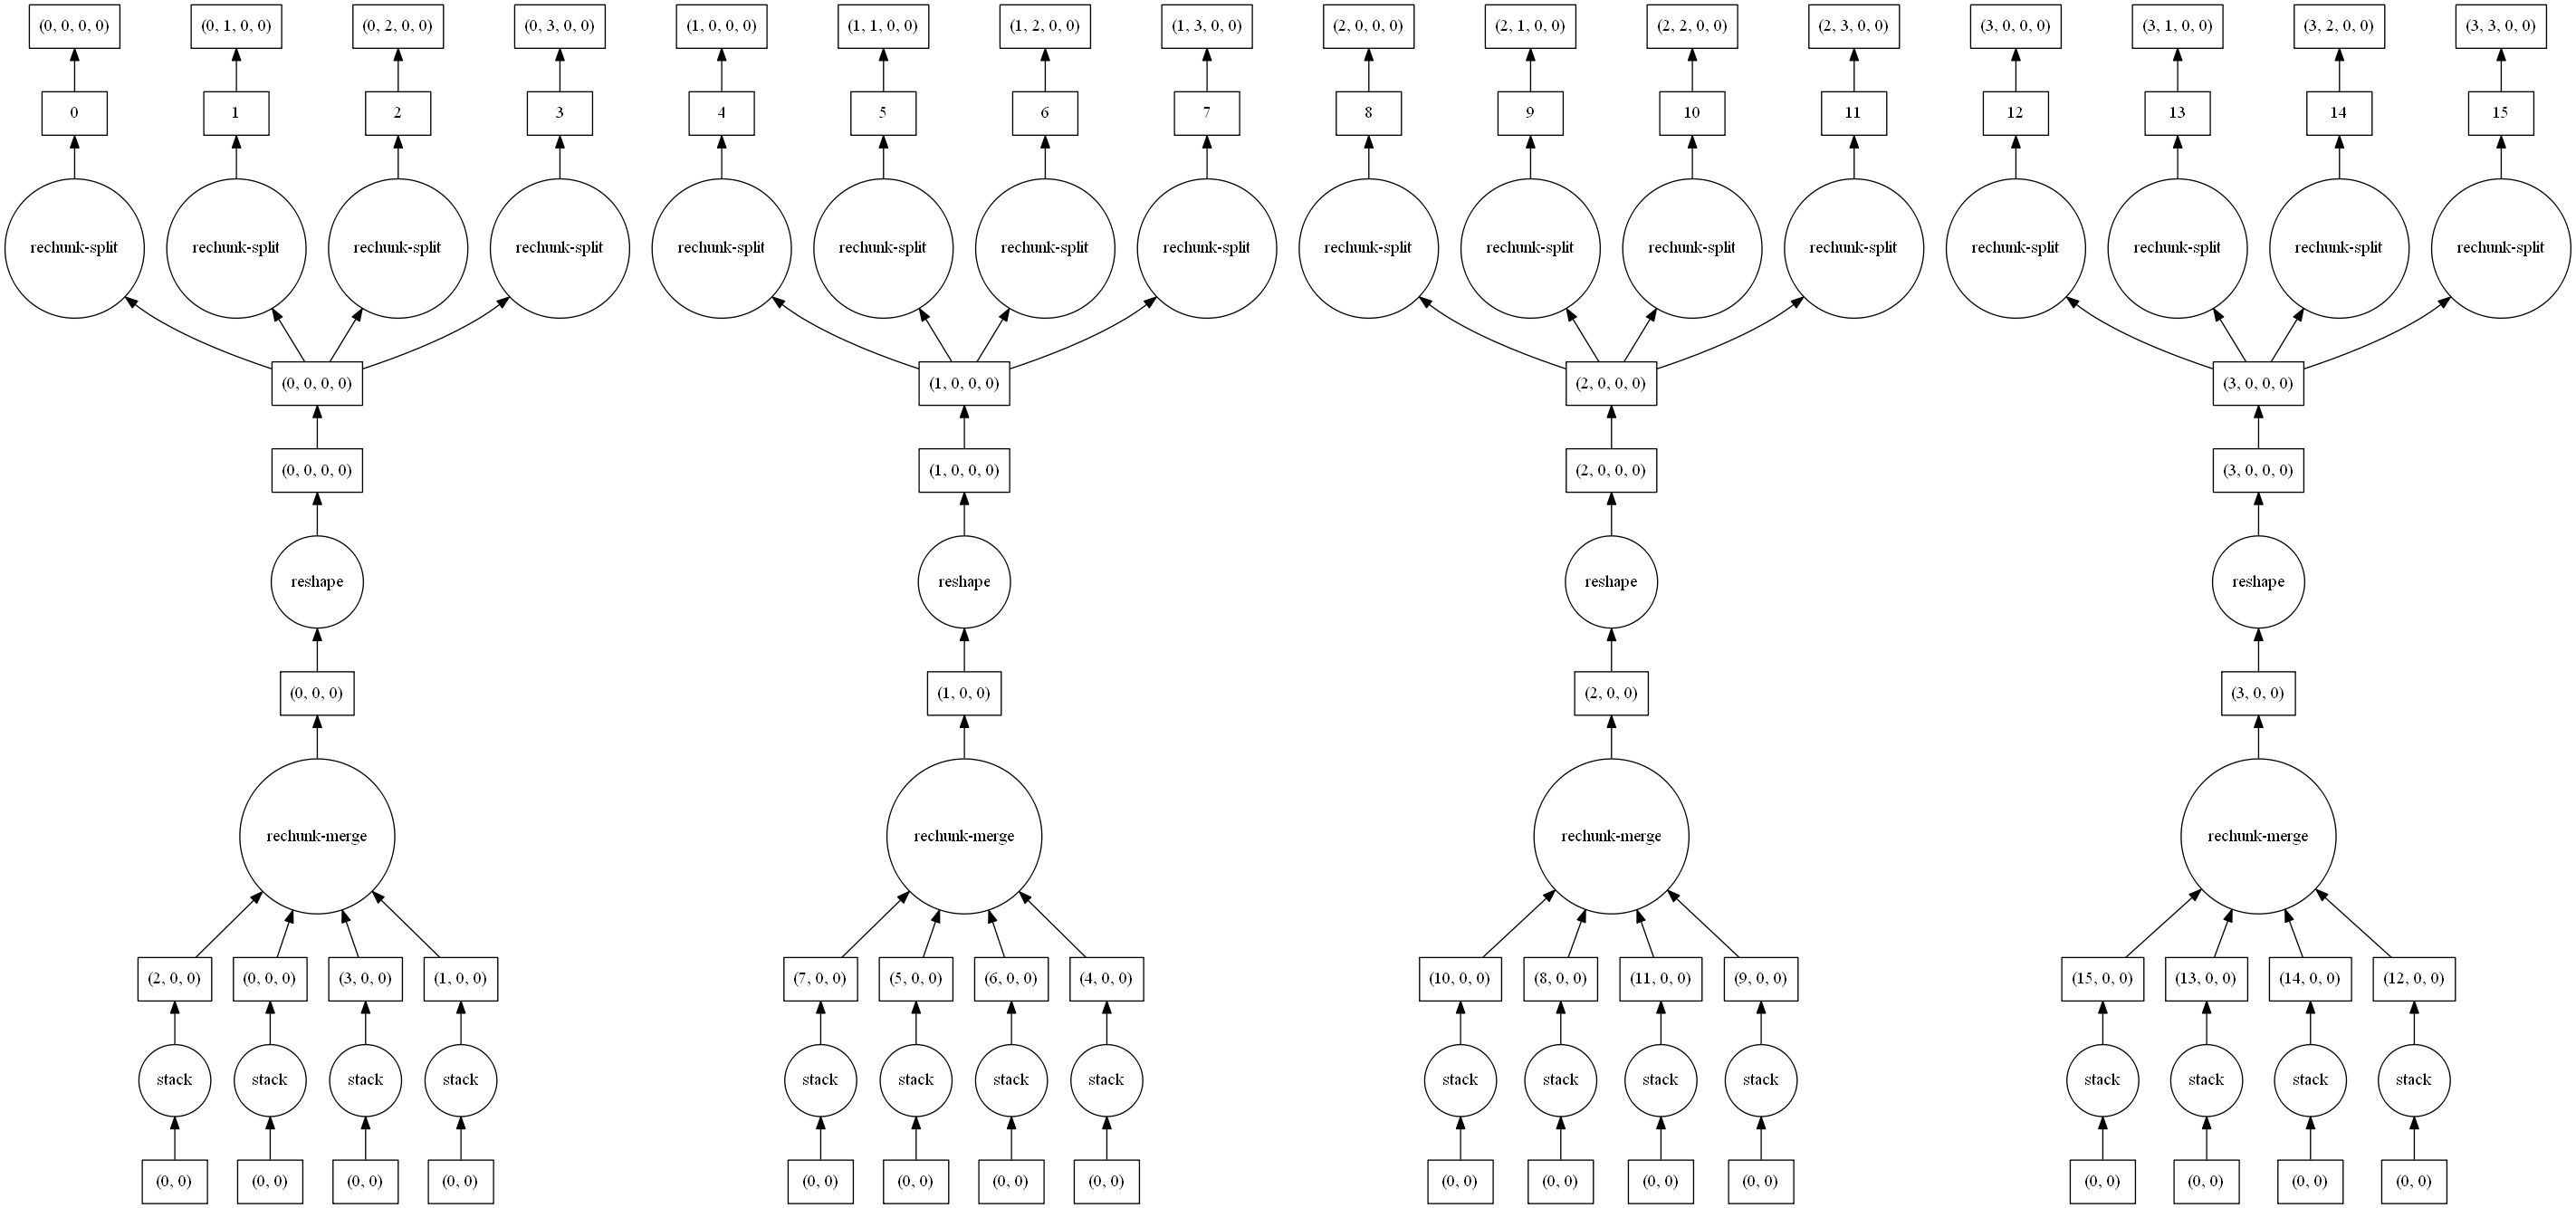 (0, 0, 0, 0) (0, 1, 0, 0) (0, 2, 0, 0) (0, 3, 0, 0) (1, 0, 0, 0) (1, 1, 0, 0) (1, 2, 0, 0) (1, 3, 0, 0) (2, 0, 0, 0) (2, 1, 0, 0) (2, 2, 0, 0) (2, 3, 0, 0) (3, 0, 0, 0) (3, 1, 0, 0) (3, 2, 0, 0) (3, 3, 0, 0)
0 1 2 3 4 5 6 7 8 9 10 11 12 13 14 15
rechunk-split rechunk-split rechunk-split rechunk-split rechunk-split rechunk-split rechunk-split rechunk-split rechunk-split rechunk-split rechunk-split rechunk-split rechunk-split rechunk-split rechunk-split rechunk-split
(0, 0, 0, 0) (1, 0, 0, 0) (2, 0, 0, 0) (3, 0, 0, 0)
(0, 0, 0, 0) (1, 0, 0, 0) (2, 0, 0, 0) (3, 0, 0, 0)
reshape reshape reshape reshape
(0, 0, 0) (1, 0, 0) (2, 0, 0) (3, 0, 0)
rechunk-merge rechunk-merge rechunk-merge rechunk-merge
(2, 0, 0) (0, 0, 0) (3, 0, 0) (1, 0, 0) (7, 0, 0) (5, 0, 0) (6, 0, 0) (4, 0, 0) (10, 0, 0) (8, 0, 0) (11, 0, 0) (9, 0, 0) (15, 0, 0) (13, 0, 0) (14, 0, 0) (12, 0, 0)
stack stack stack stack stack stack stack stack stack stack stack stack stack stack stack stack
(0, 0) (0, 0) (0, 0) (0, 0) (0, 0) (0, 0) (0, 0) (0, 0) (0, 0) (0, 0) (0, 0) (0, 0) (0, 0) (0, 0) (0, 0) (0, 0)